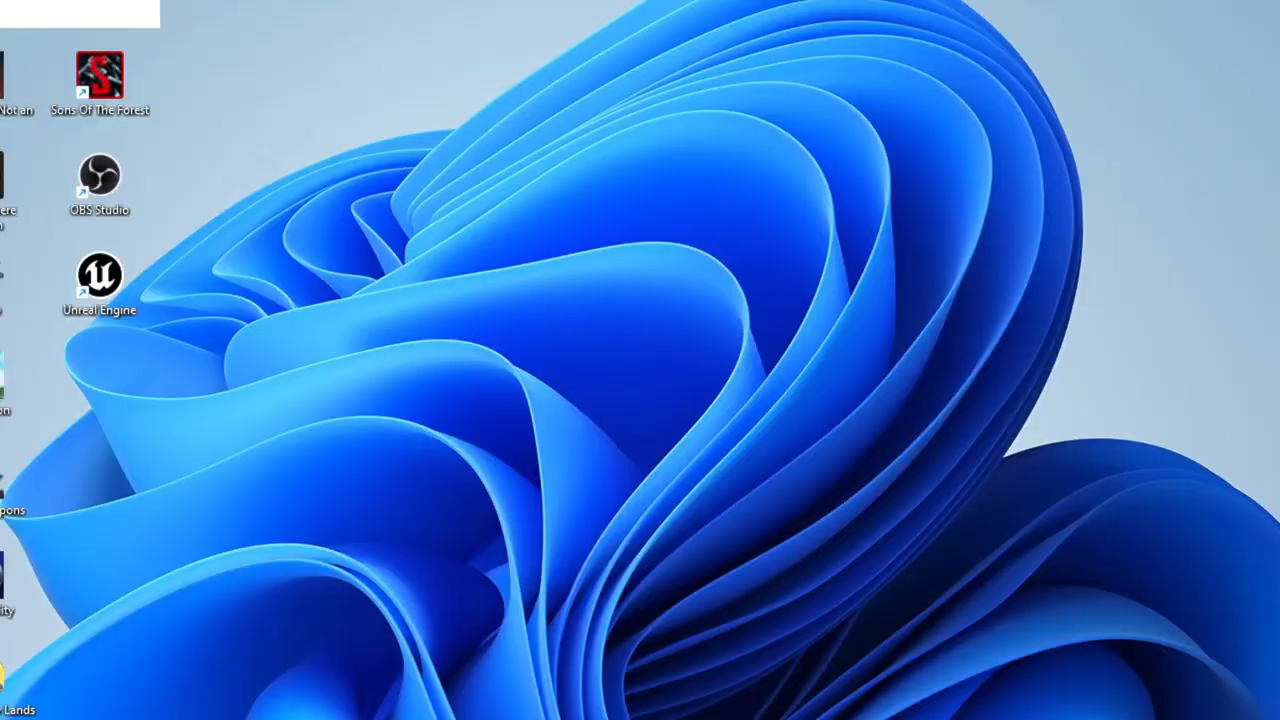 Not an
Sons Of The Forest
ere
OBS Studio
Unreal Engine
on
pons
ity
Lands